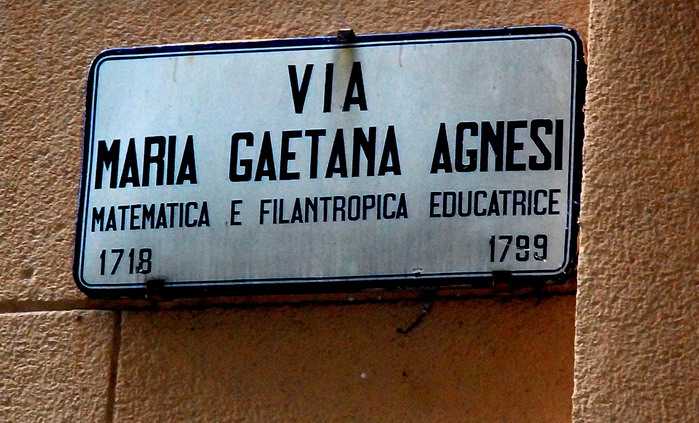 VIA
MARIA GAETANA AGNESI
MATEMATICA E FILANTROPICA EDUCATRICE
1718 1799